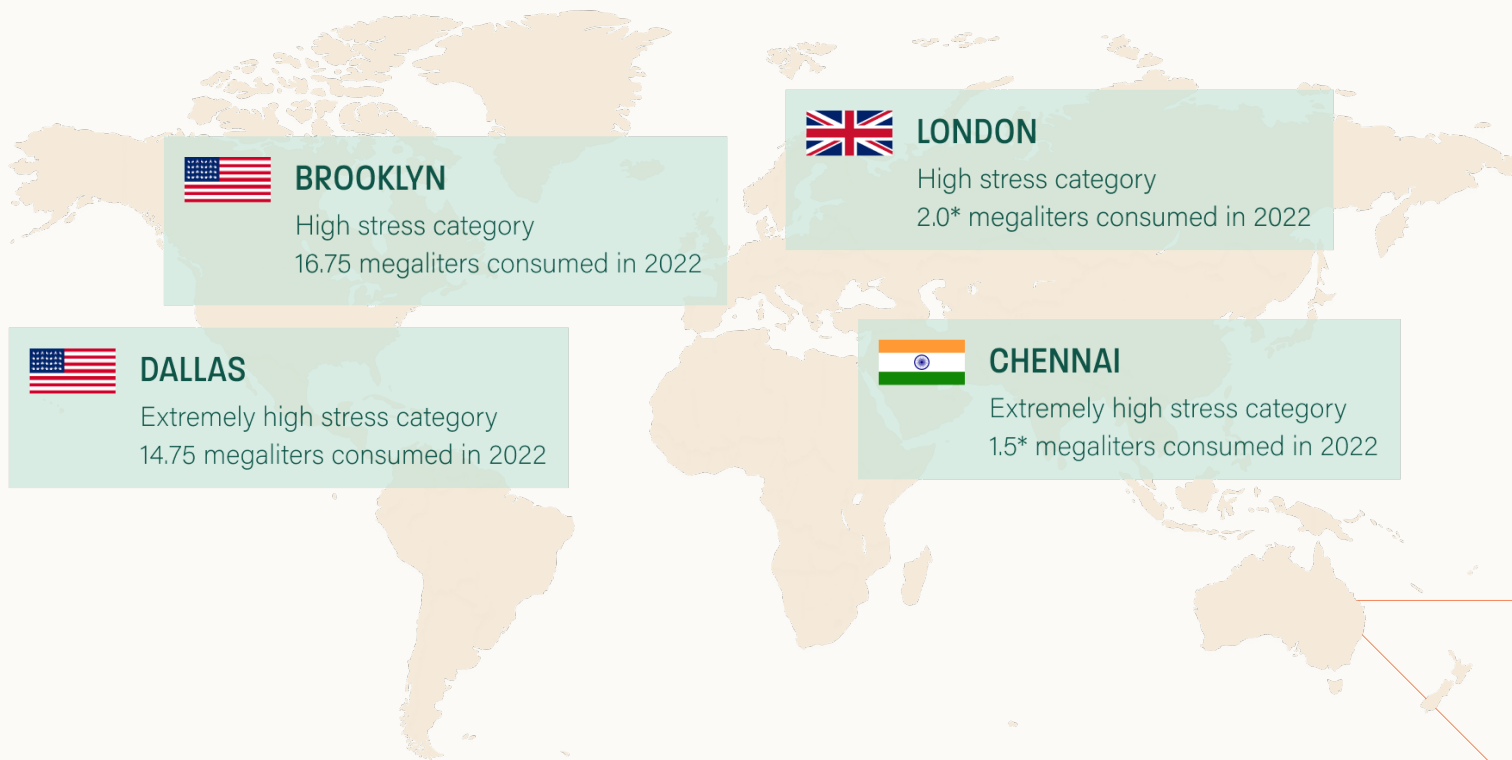 BROOKLYN
High stress category
16.75 megaliters consumed in 2022
LONDON
High stress category
2.0* megaliters consumed in 2022
DALLAS
Extremely high stress category
14.75 megaliters consumed in 2022
CHENNAI
Extremely high stress category
1.5* megaliters consumed in 2022